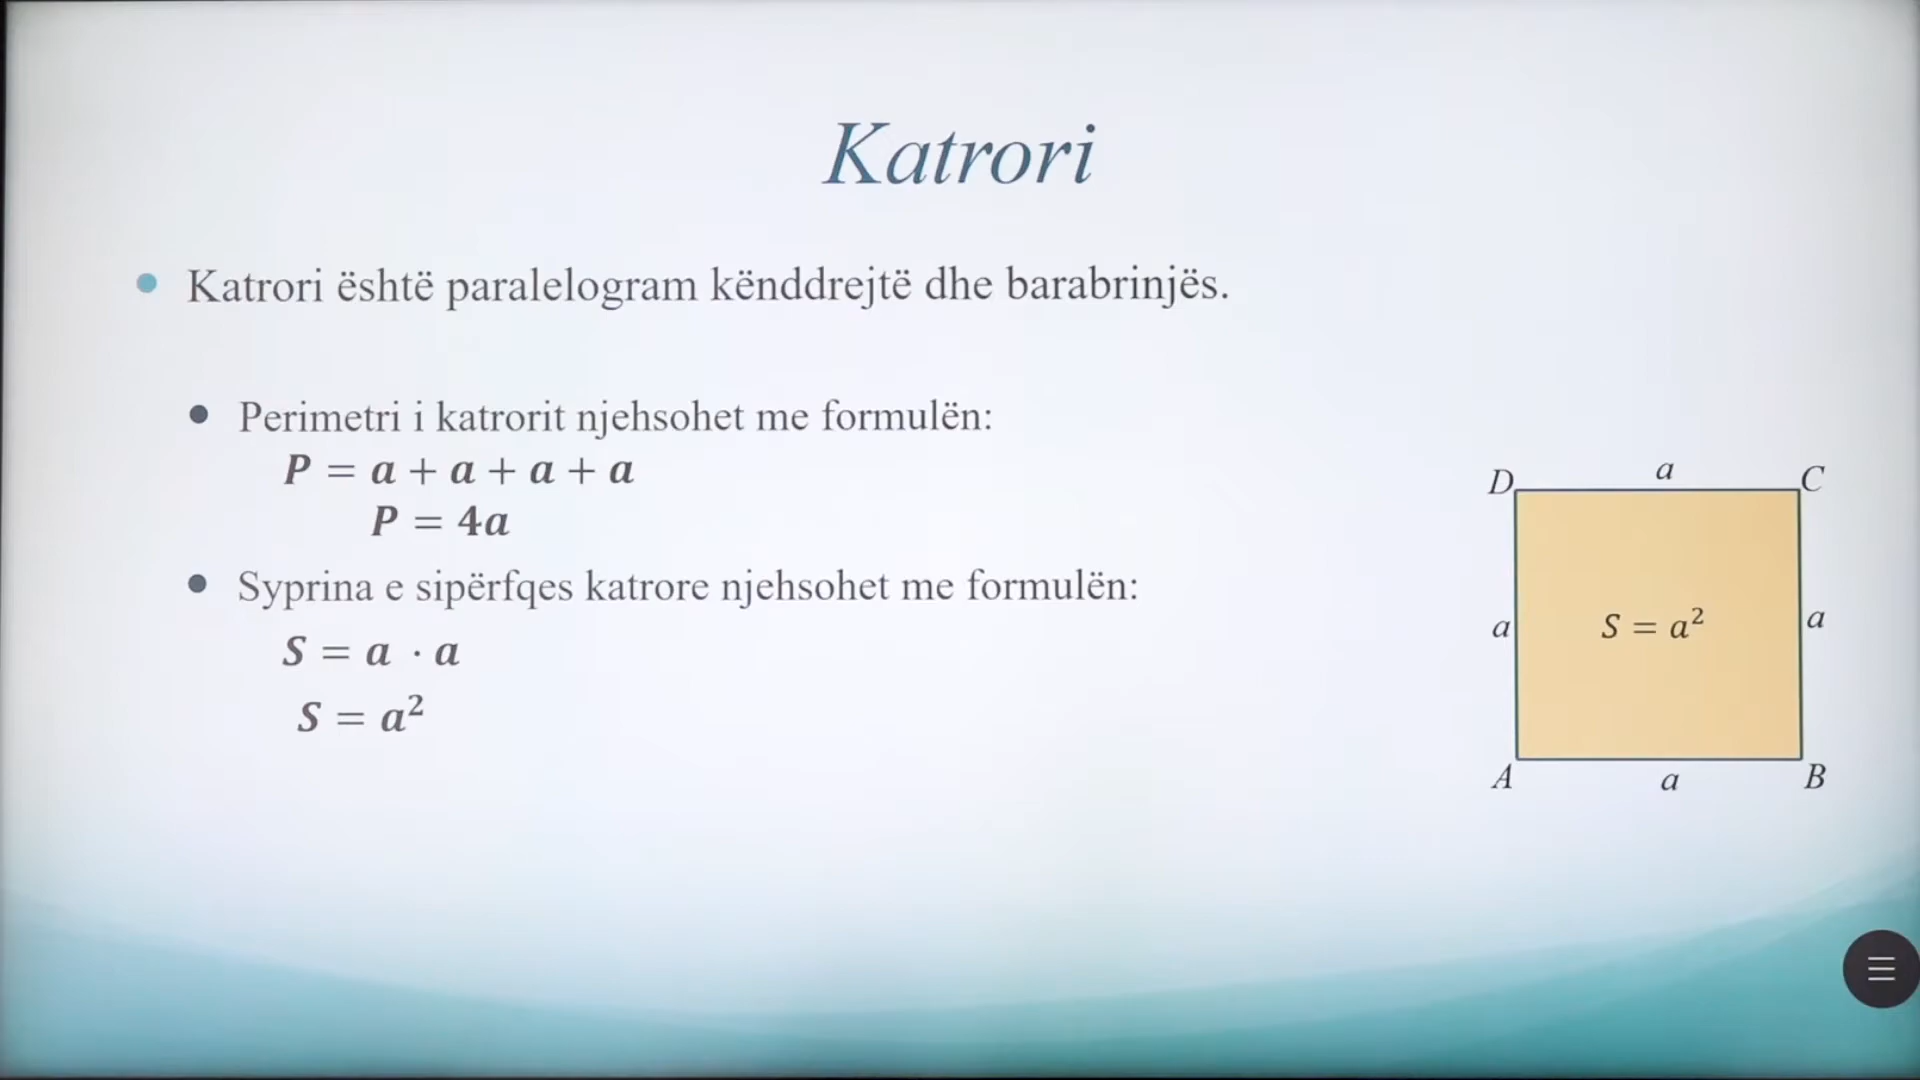 Katrori
Katrori është paralelogram kënddrejtë dhe barabrinjës.
Perimetri i katrorit njehsohet me formulën:
P = a + a + a + a
P = 4a
Syprina e sipërfqes katrore njehsohet me formulën:
S = a · a
S = a²
D a C
a S = a² a
A a B